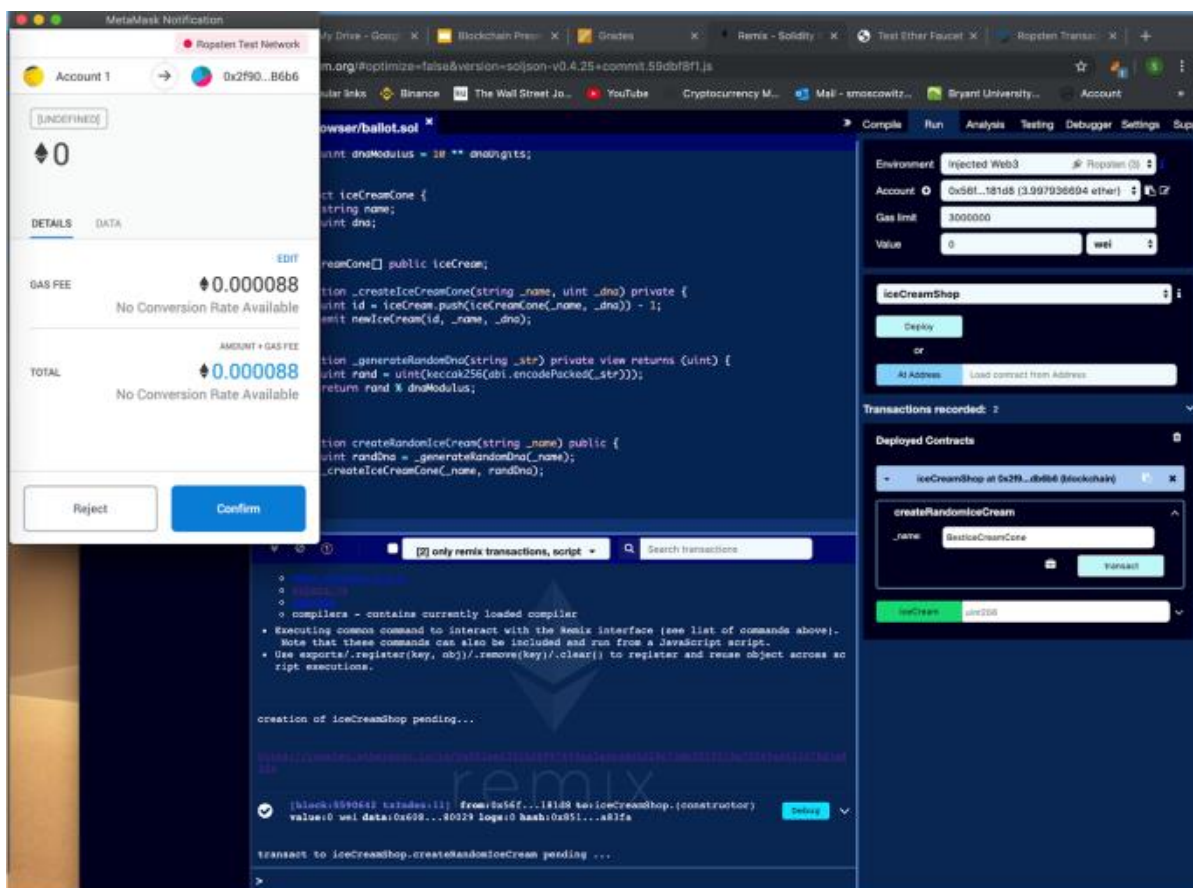 MetaMask Notification
Ropsten Test Network
Account 1
0x2f90...B6b6
[UNDEFINED]
0
DETAILS
DATA
EDIT
GAS FEE
0.000088
No Conversion Rate Available
AMOUNT + GAS FEE
TOTAL
0.000088
No Conversion Rate Available
Reject
Confirm
My Drive - Googl
Blockchain Prese
Grades
Remix - Solidity
Test Ether Faucet
Ropsten Transac
m.org/#optimize=false&version=soljson-v0.4.25+commit.59dbf8f1.js
ular links
Binance
The Wall Street Jo...
YouTube
Cryptocurrency M...
Mail - smoscowitz...
Bryant University...
Account
owser/ballot.sol
uint dnaModulus = 10 ** dnaDigits;
ct iceCreamCone {
string name;
uint dna;
reamCone[] public iceCream;
tion _createIceCreamCone(string _name, uint _dna) private {
uint id = iceCream.push(iceCreamCone(_name, _dna)) - 1;
emit newIceCream(id, _name, _dna);
tion _generateRandomDna(string _str) private view returns (uint) {
uint rand = uint(keccak256(abi.encodePacked(_str)));
return rand % dnaModulus;
tion createRandomIceCream(string _name) public {
uint randDna = _generateRandomDna(_name);
_createIceCreamCone(_name, randDna);
[2] only remix transactions, script
Search transactions
compilers - contains currently loaded compiler
Executing common command to interact with the Remix interface (see list of commands above).
Note that these commands can also be included and run from a JavaScript script.
Use exports/.register(key, obj)/.remove(key)/.clear() to register and reuse object across sc
ript executions.
creation of iceCreamShop pending...
remix
[block:5590642 txIndex:11] from:0x56f...181d8 to:iceCreamShop.(constructor)
value:0 wei data:0x608...80029 logs:0 hash:0x851...a83fa
Debug
transact to iceCreamShop.createRandomIceCream pending ...
>
Compile
Run
Analysis
Testing
Debugger
Settings
Supp
Environment
Injected Web3
Ropsten (3)
Account
0x56f...181d8 (3.997936694 ether)
Gas limit
3000000
Value
0
wei
iceCreamShop
Deploy
or
At Address
Load contract from Address
Transactions recorded: 2
Deployed Contracts
iceCreamShop at 0x2f9...db6b6 (blockchain)
createRandomIceCream
_name:
BestIceCreamCone
transact
iceCream
uint256